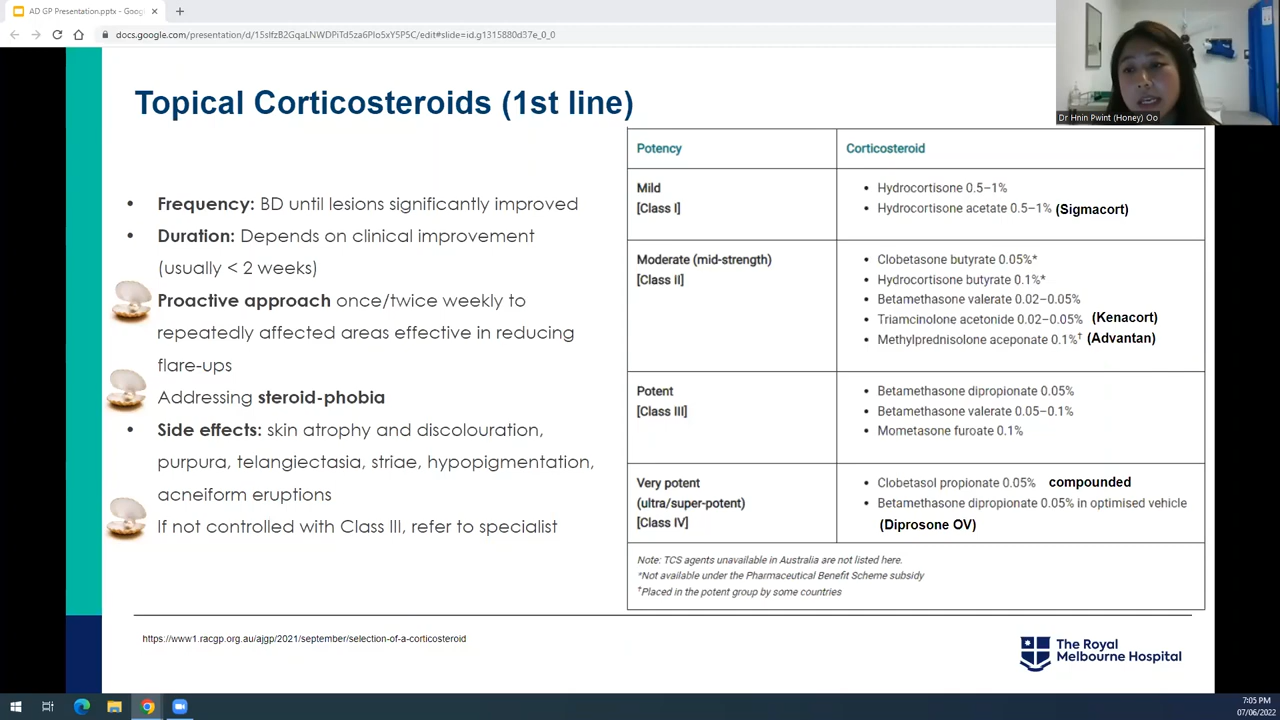 AD GP Presentation.pptx - Goog
docs.google.com/presentation/d/15sIfzB2GqaLNWDPiTd5za6PIo5xY5P5C/edit#slide=id.g1315880d37e_0_0
Dr Hnin Pwint (Honey) Oo
Topical Corticosteroids (1st line)
• Frequency: BD until lesions significantly improved
• Duration: Depends on clinical improvement
(usually < 2 weeks)
Proactive approach once/twice weekly to
repeatedly affected areas effective in reducing
flare-ups
Addressing steroid-phobia
• Side effects: skin atrophy and discolouration,
purpura, telangiectasia, striae, hypopigmentation,
acneiform eruptions
If not controlled with Class III, refer to specialist
Potency Corticosteroid
Mild
[Class I]
• Hydrocortisone 0.5–1%
• Hydrocortisone acetate 0.5–1% (Sigmacort)
Moderate (mid-strength)
[Class II]
• Clobetasone butyrate 0.05%*
• Hydrocortisone butyrate 0.1%*
• Betamethasone valerate 0.02–0.05%
• Triamcinolone acetonide 0.02–0.05% (Kenacort)
• Methylprednisolone aceponate 0.1%† (Advantan)
Potent
[Class III]
• Betamethasone dipropionate 0.05%
• Betamethasone valerate 0.05–0.1%
• Mometasone furoate 0.1%
Very potent
(ultra/super-potent)
[Class IV]
• Clobetasol propionate 0.05% compounded
• Betamethasone dipropionate 0.05% in optimised vehicle
(Diprosone OV)
Note: TCS agents unavailable in Australia are not listed here.
*Not available under the Pharmaceutical Benefit Scheme subsidy
†Placed in the potent group by some countries
https://www1.racgp.org.au/ajgp/2021/september/selection-of-a-corticosteroid
The Royal
Melbourne Hospital
7:05 PM
07/06/2022